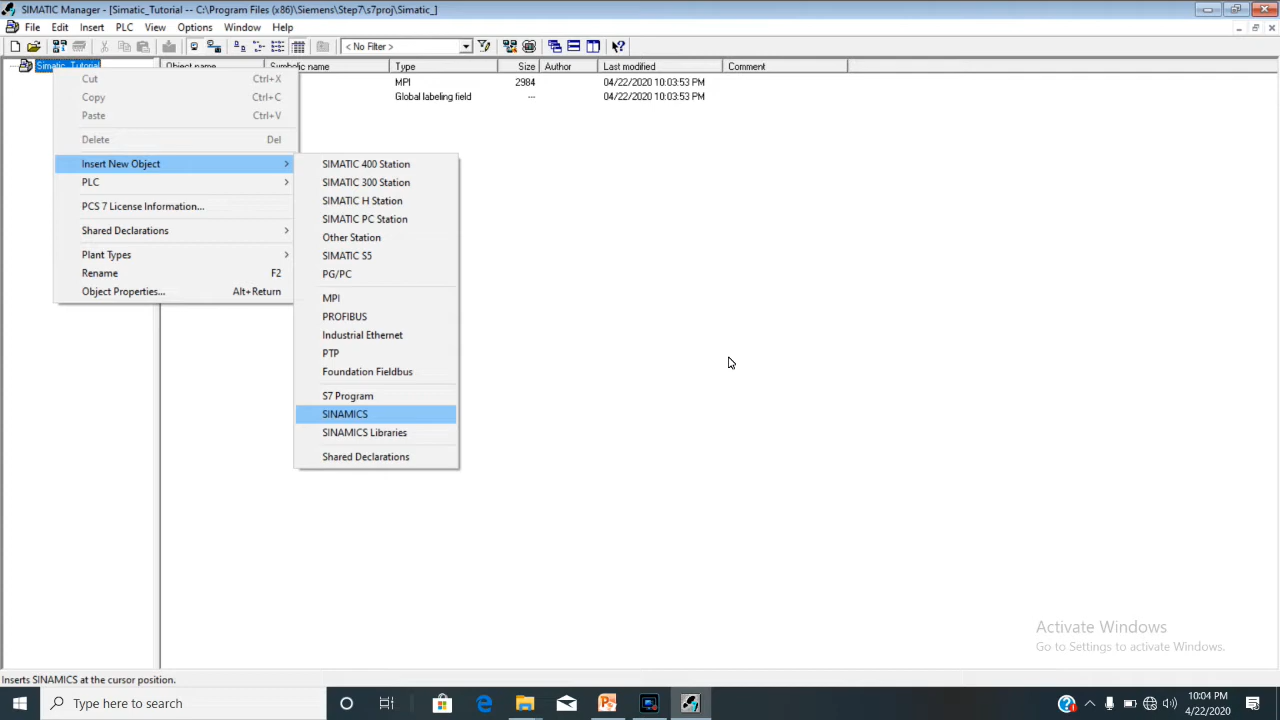 SIMATIC Manager - [Simatic_Tutorial -- C:\Program Files (x86)\Siemens\Step7\s7proj\Simatic_]
File Edit Insert PLC View Options Window Help
< No Filter >
Simatic_Tutorial
Object name Symbolic name Type Size Author Last modified Comment
MPI 2984 04/22/2020 10:03:53 PM
Global labeling field --- 04/22/2020 10:03:53 PM
Cut Ctrl+X
Copy Ctrl+C
Paste Ctrl+V
Delete Del
Insert New Object
PLC
PCS 7 License Information...
Shared Declarations
Plant Types
Rename F2
Object Properties... Alt+Return
SIMATIC 400 Station
SIMATIC 300 Station
SIMATIC H Station
SIMATIC PC Station
Other Station
SIMATIC S5
PG/PC
MPI
PROFIBUS
Industrial Ethernet
PTP
Foundation Fieldbus
S7 Program
SINAMICS
SINAMICS Libraries
Shared Declarations
Activate Windows
Go to Settings to activate Windows.
Inserts SINAMICS at the cursor position.
Type here to search
10:04 PM
4/22/2020